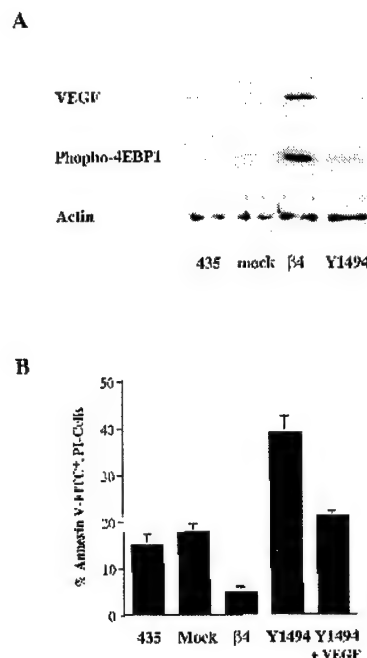 A
VEGF
Phopho-4EBP1
Actin
435 mock β4 Y1494
B
% Annexin V-FITC+, PI-Cells
50
40
30
20
10
0
435 Mock β4 Y1494 Y1494
+ VEGF